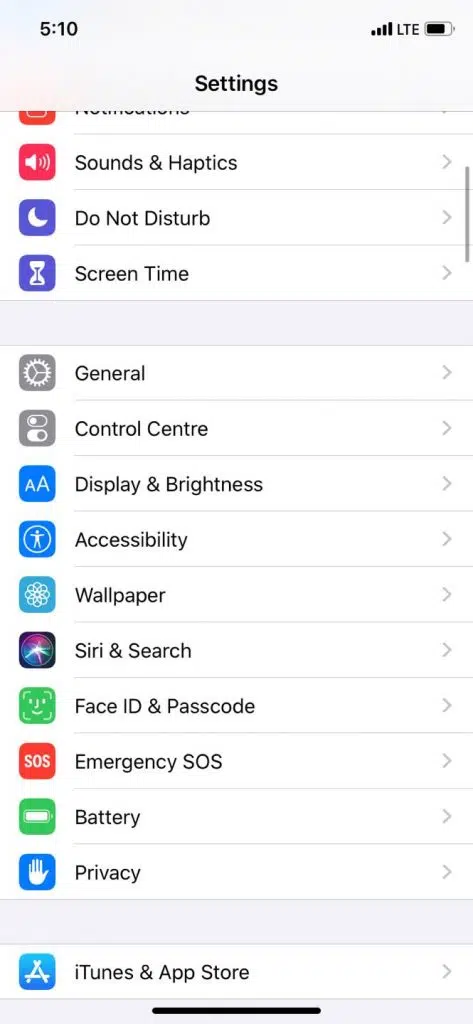 5:10
LTE
Settings
Notifications
Sounds & Haptics
Do Not Disturb
Screen Time
General
Control Centre
AA
Display & Brightness
Accessibility
Wallpaper
Siri & Search
Face ID & Passcode
SOS
Emergency SOS
Battery
Privacy
iTunes & App Store